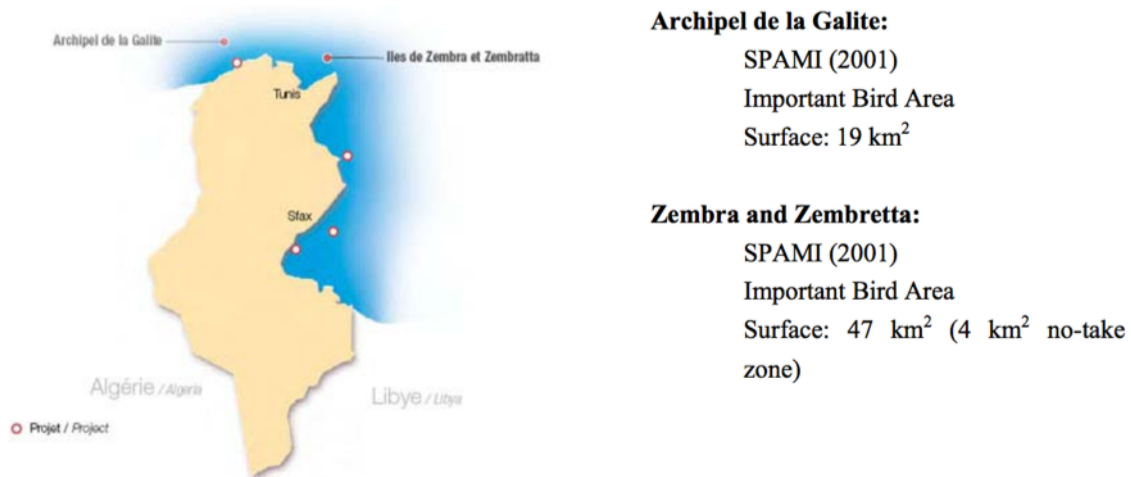 Archipel de la Galite
Iles de Zembra et Zembratta
Tunis
Sfax
Algérie / Algeria
Libye / Libya
Projet / Project
Archipel de la Galite:
SPAMI (2001)
Important Bird Area
Surface: 19 km²
Zembra and Zembretta:
SPAMI (2001)
Important Bird Area
Surface: 47 km² (4 km² no-take
zone)